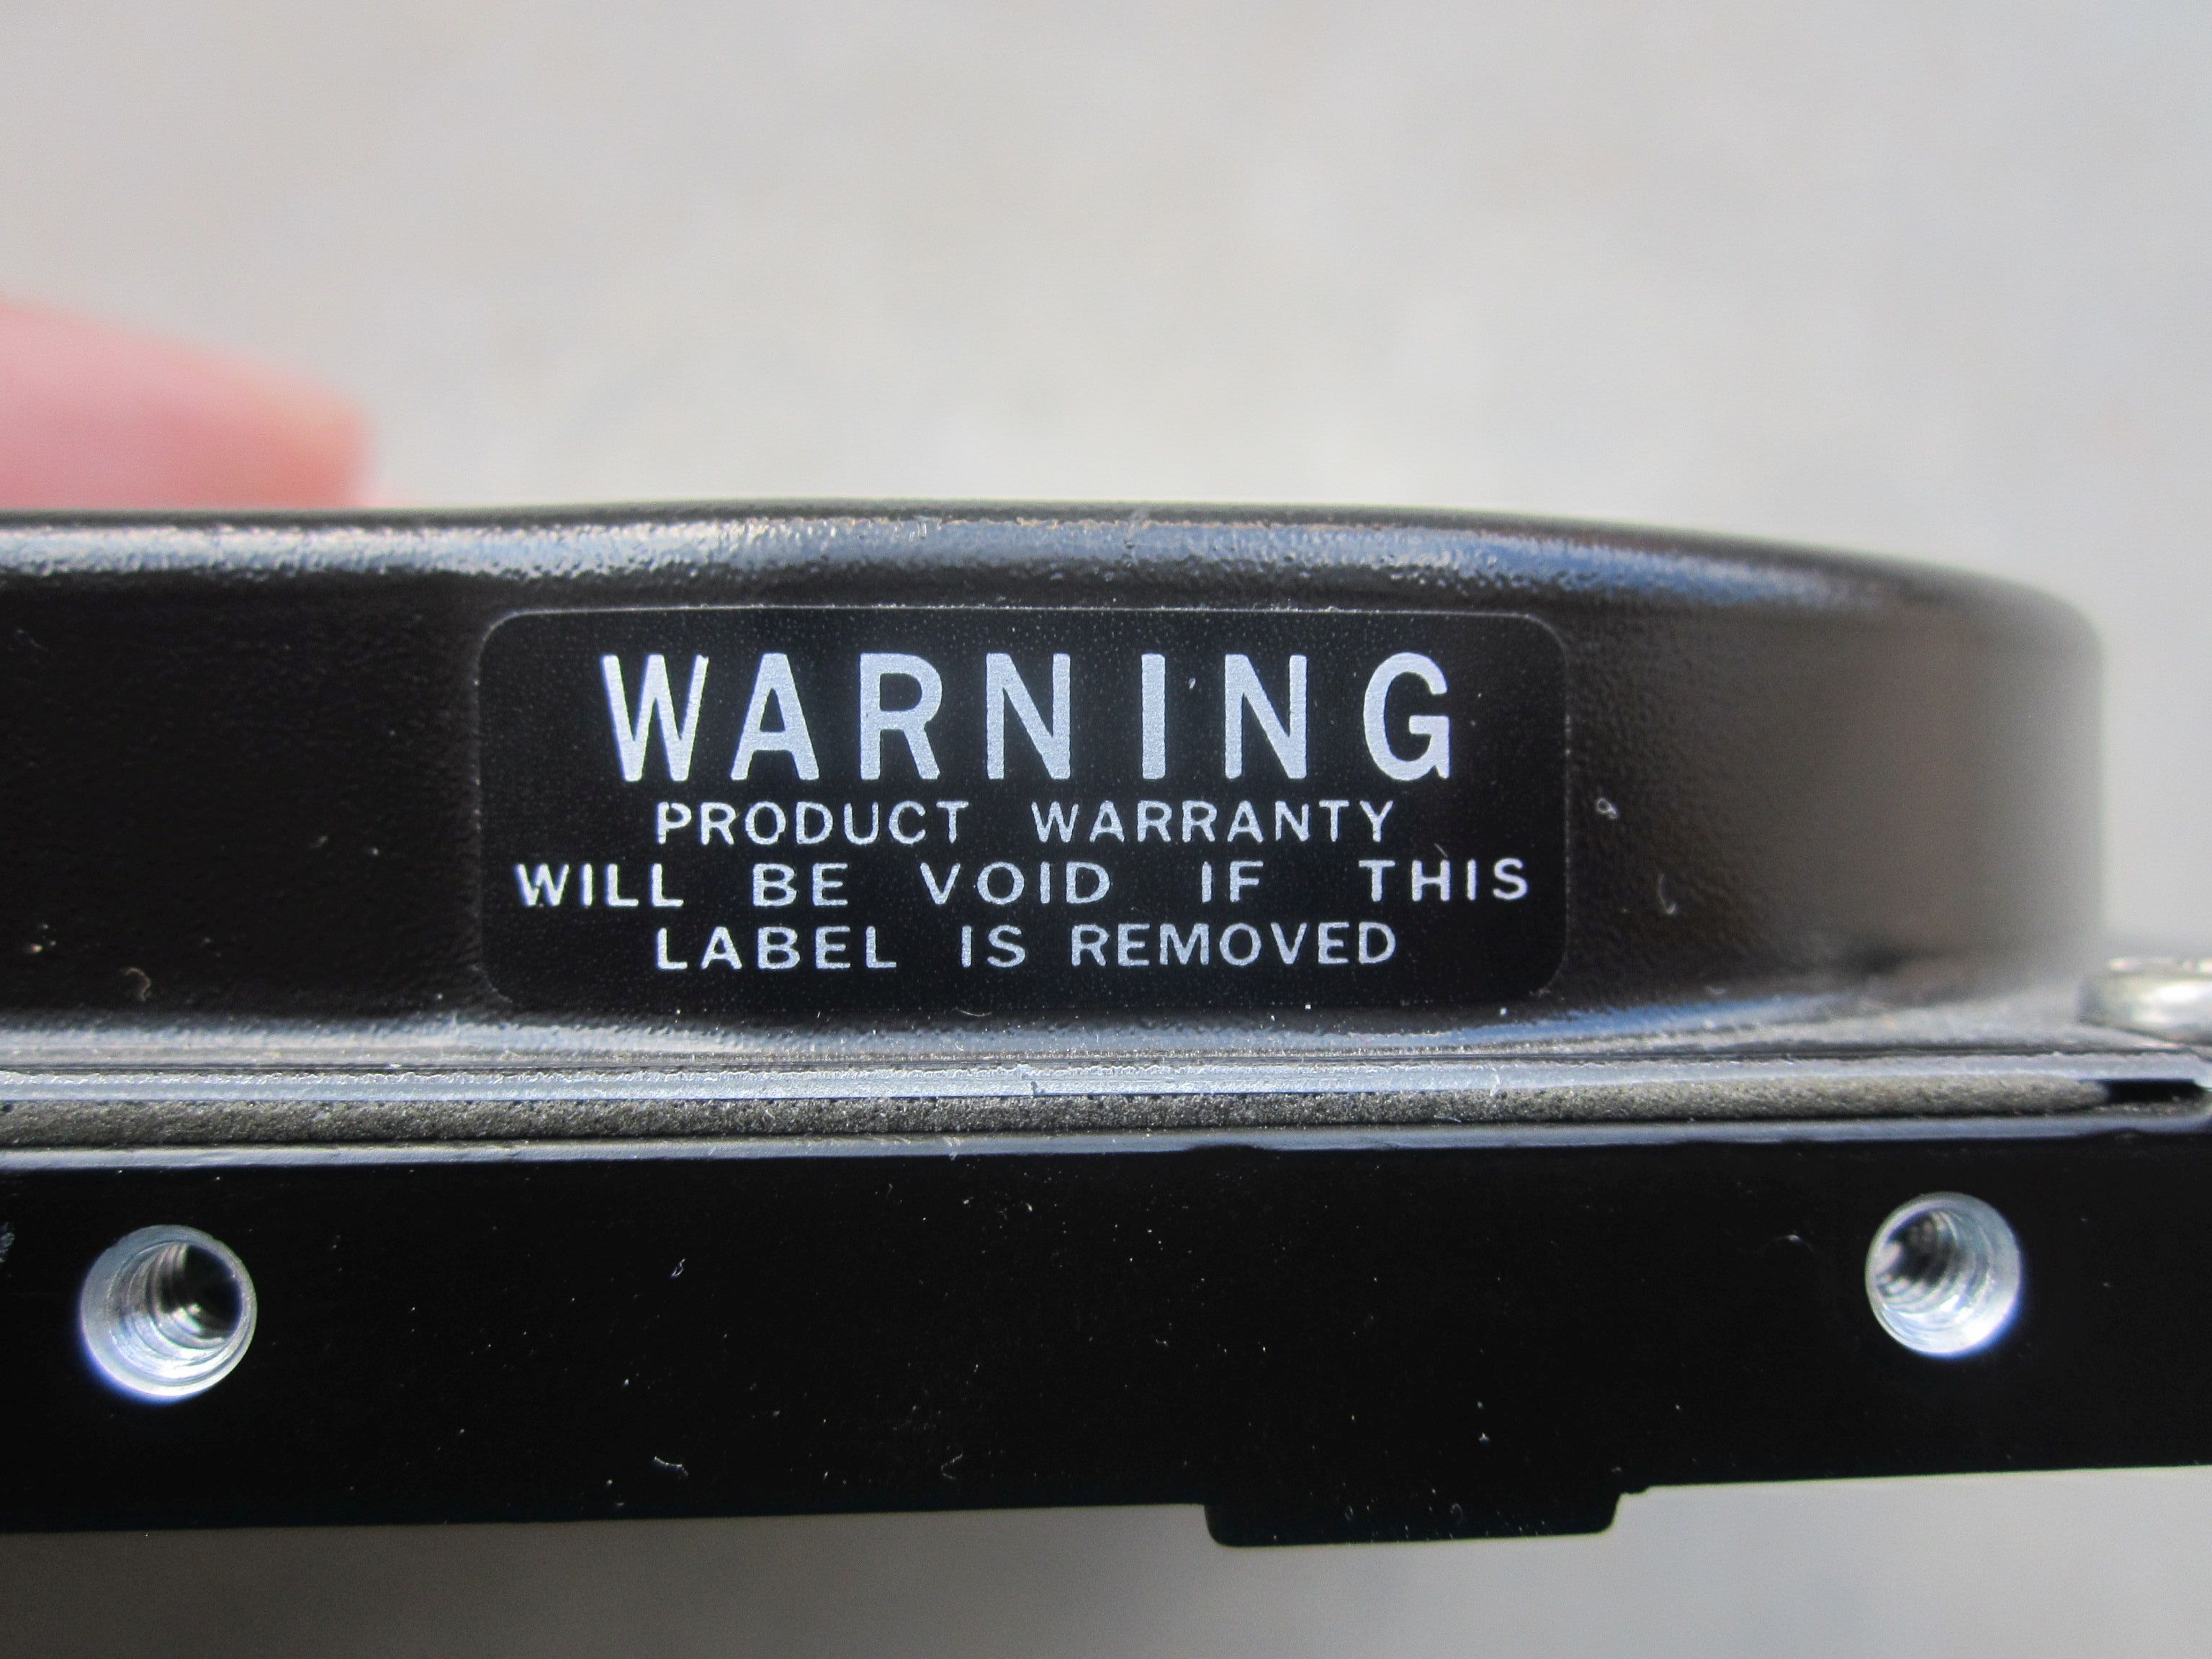 WARNING
PRODUCT WARRANTY
WILL BE VOID IF THIS
LABEL IS REMOVED